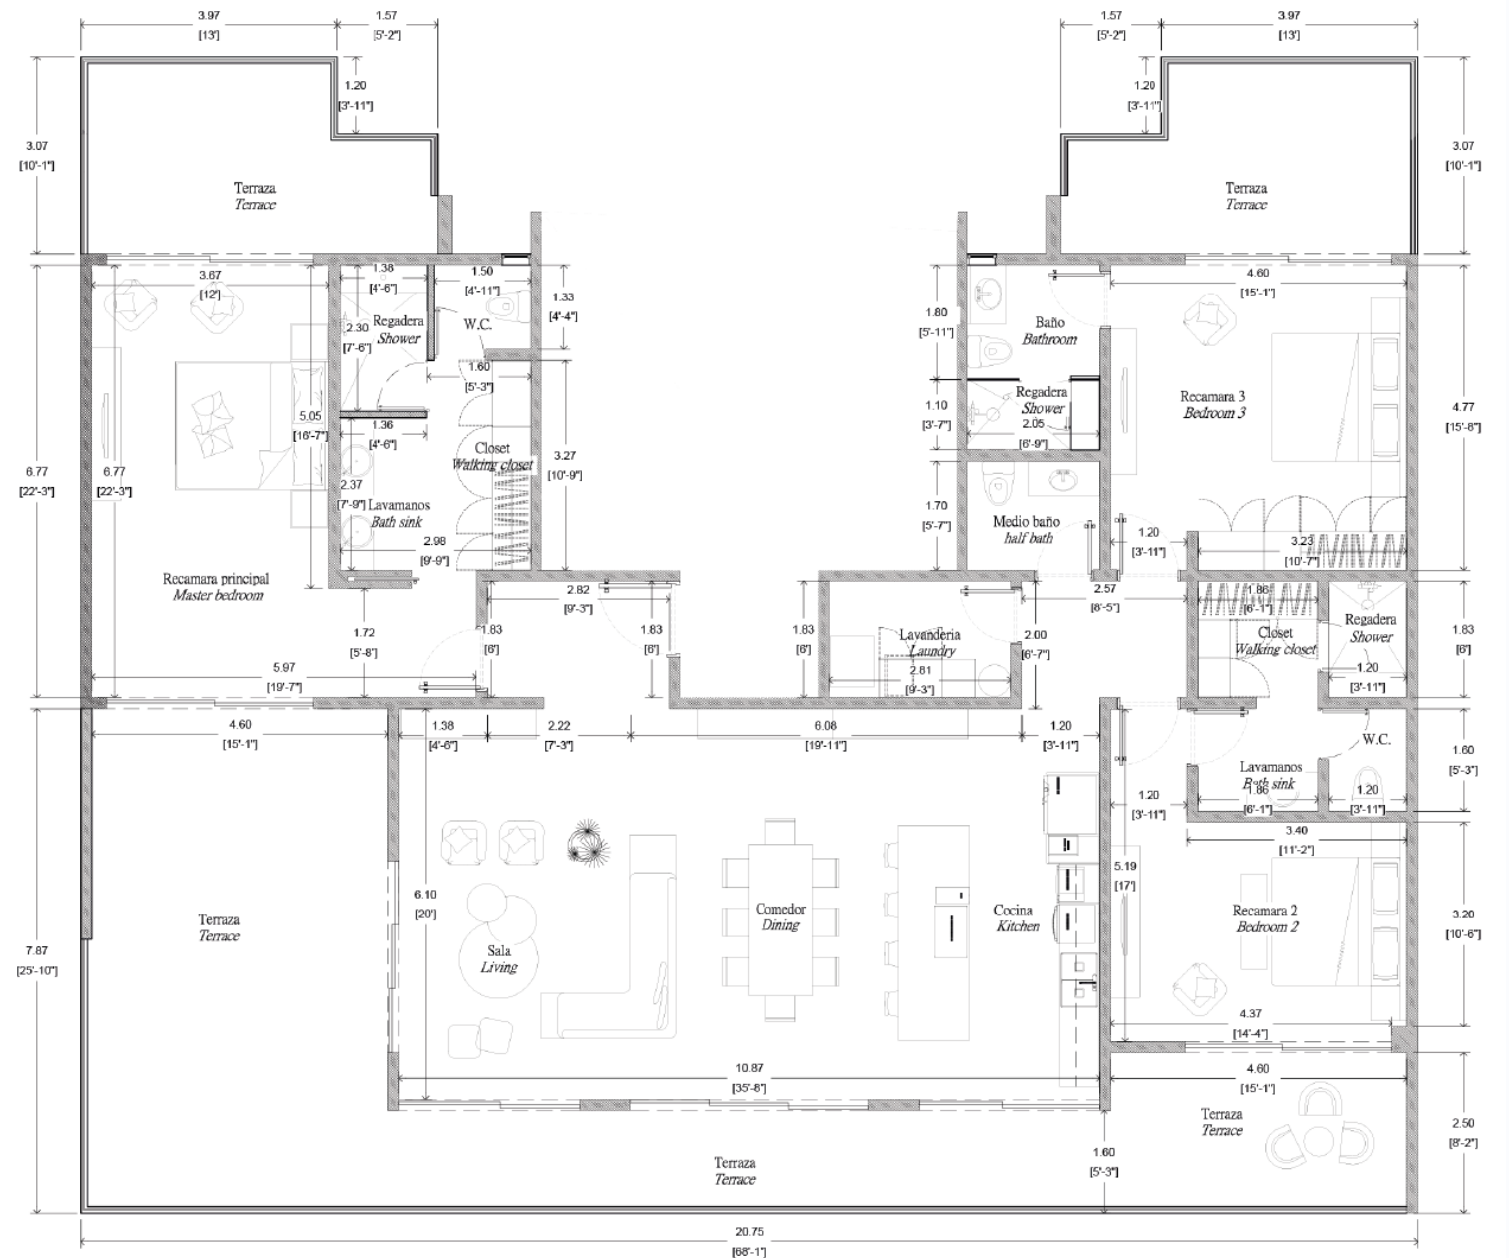 3.97
[13']
1.57
[5'-2"]
1.57
[5'-2"]
3.97
[13']
1.20
[3'-11"]
1.20
[3'-11"]
3.07
[10'-1"]
3.07
[10'-1"]
Terraza
Terrace
Terraza
Terrace
3.67
[12']
1.38
[4'-6"]
1.50
[4'-11"]
1.33
[4'-4"]
4.60
[15'-1"]
1.80
[5'-11"]
2.30
[7'-6"]
Regadera
Shower
W.C.
Baño
Bathroom
1.60
[5'-3"]
Regadera
Shower
2.05
[6'-9"]
1.10
[3'-7"]
Recamara 3
Bedroom 3
4.77
[15'-8"]
5.05
[16'-7"]
1.36
[4'-6"]
Closet
Walking closet
3.27
[10'-9"]
6.77
[22'-3"]
6.77
[22'-3"]
2.37
[7'-9"]
Lavamanos
Bath sink
2.98
[9'-9"]
1.70
[5'-7"]
Medio baño
half bath
1.20
[3'-11"]
3.23
[10'-7"]
Recamara principal
Master bedroom
2.82
[9'-3"]
2.57
[8'-5"]
1.86
[6'-1"]
Closet
Walking closet
Regadera
Shower
1.20
[3'-11"]
1.83
[6']
1.72
[5'-8"]
1.83
[6']
1.83
[6']
1.83
[6']
Lavanderia
Laundry
2.81
[9'-3"]
2.00
[6'-7"]
5.97
[19'-7"]
4.60
[15'-1"]
1.38
[4'-6"]
2.22
[7'-3"]
6.08
[19'-11"]
1.20
[3'-11"]
W.C.
1.60
[5'-3"]
Lavamanos
Bath sink
1.86
[6'-1"]
1.20
[3'-11"]
1.20
[3'-11"]
3.40
[11'-2"]
5.19
[17']
6.10
[20']
Terraza
Terrace
7.87
[25'-10"]
Sala
Living
Comedor
Dining
Cocina
Kitchen
Recamara 2
Bedroom 2
3.20
[10'-6"]
4.37
[14'-4"]
10.87
[35'-8"]
4.60
[15'-1"]
Terraza
Terrace
2.50
[8'-2"]
1.60
[5'-3"]
Terraza
Terrace
20.75
[68'-1"]